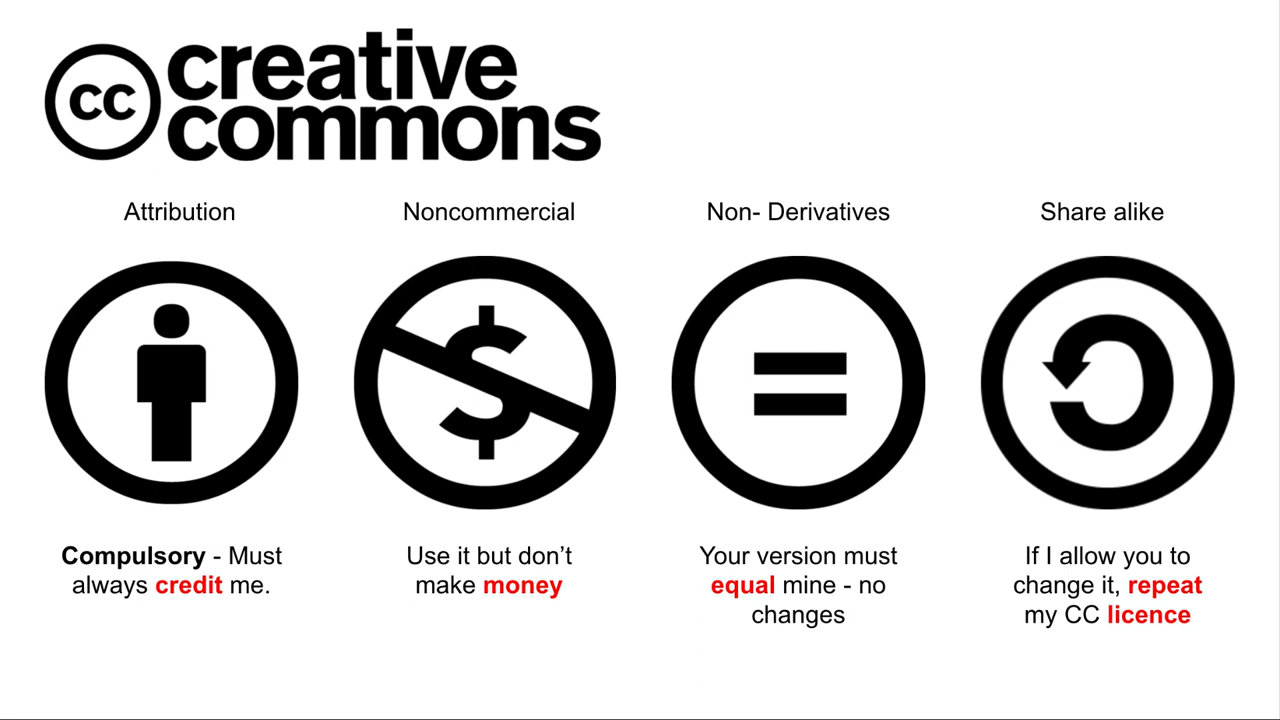 cc creative
commons
Attribution
Noncommercial
Non- Derivatives
Share alike
$
=
Compulsory - Must
always credit me.
Use it but don’t
make money
Your version must
equal mine - no
changes
If I allow you to
change it, repeat
my CC licence